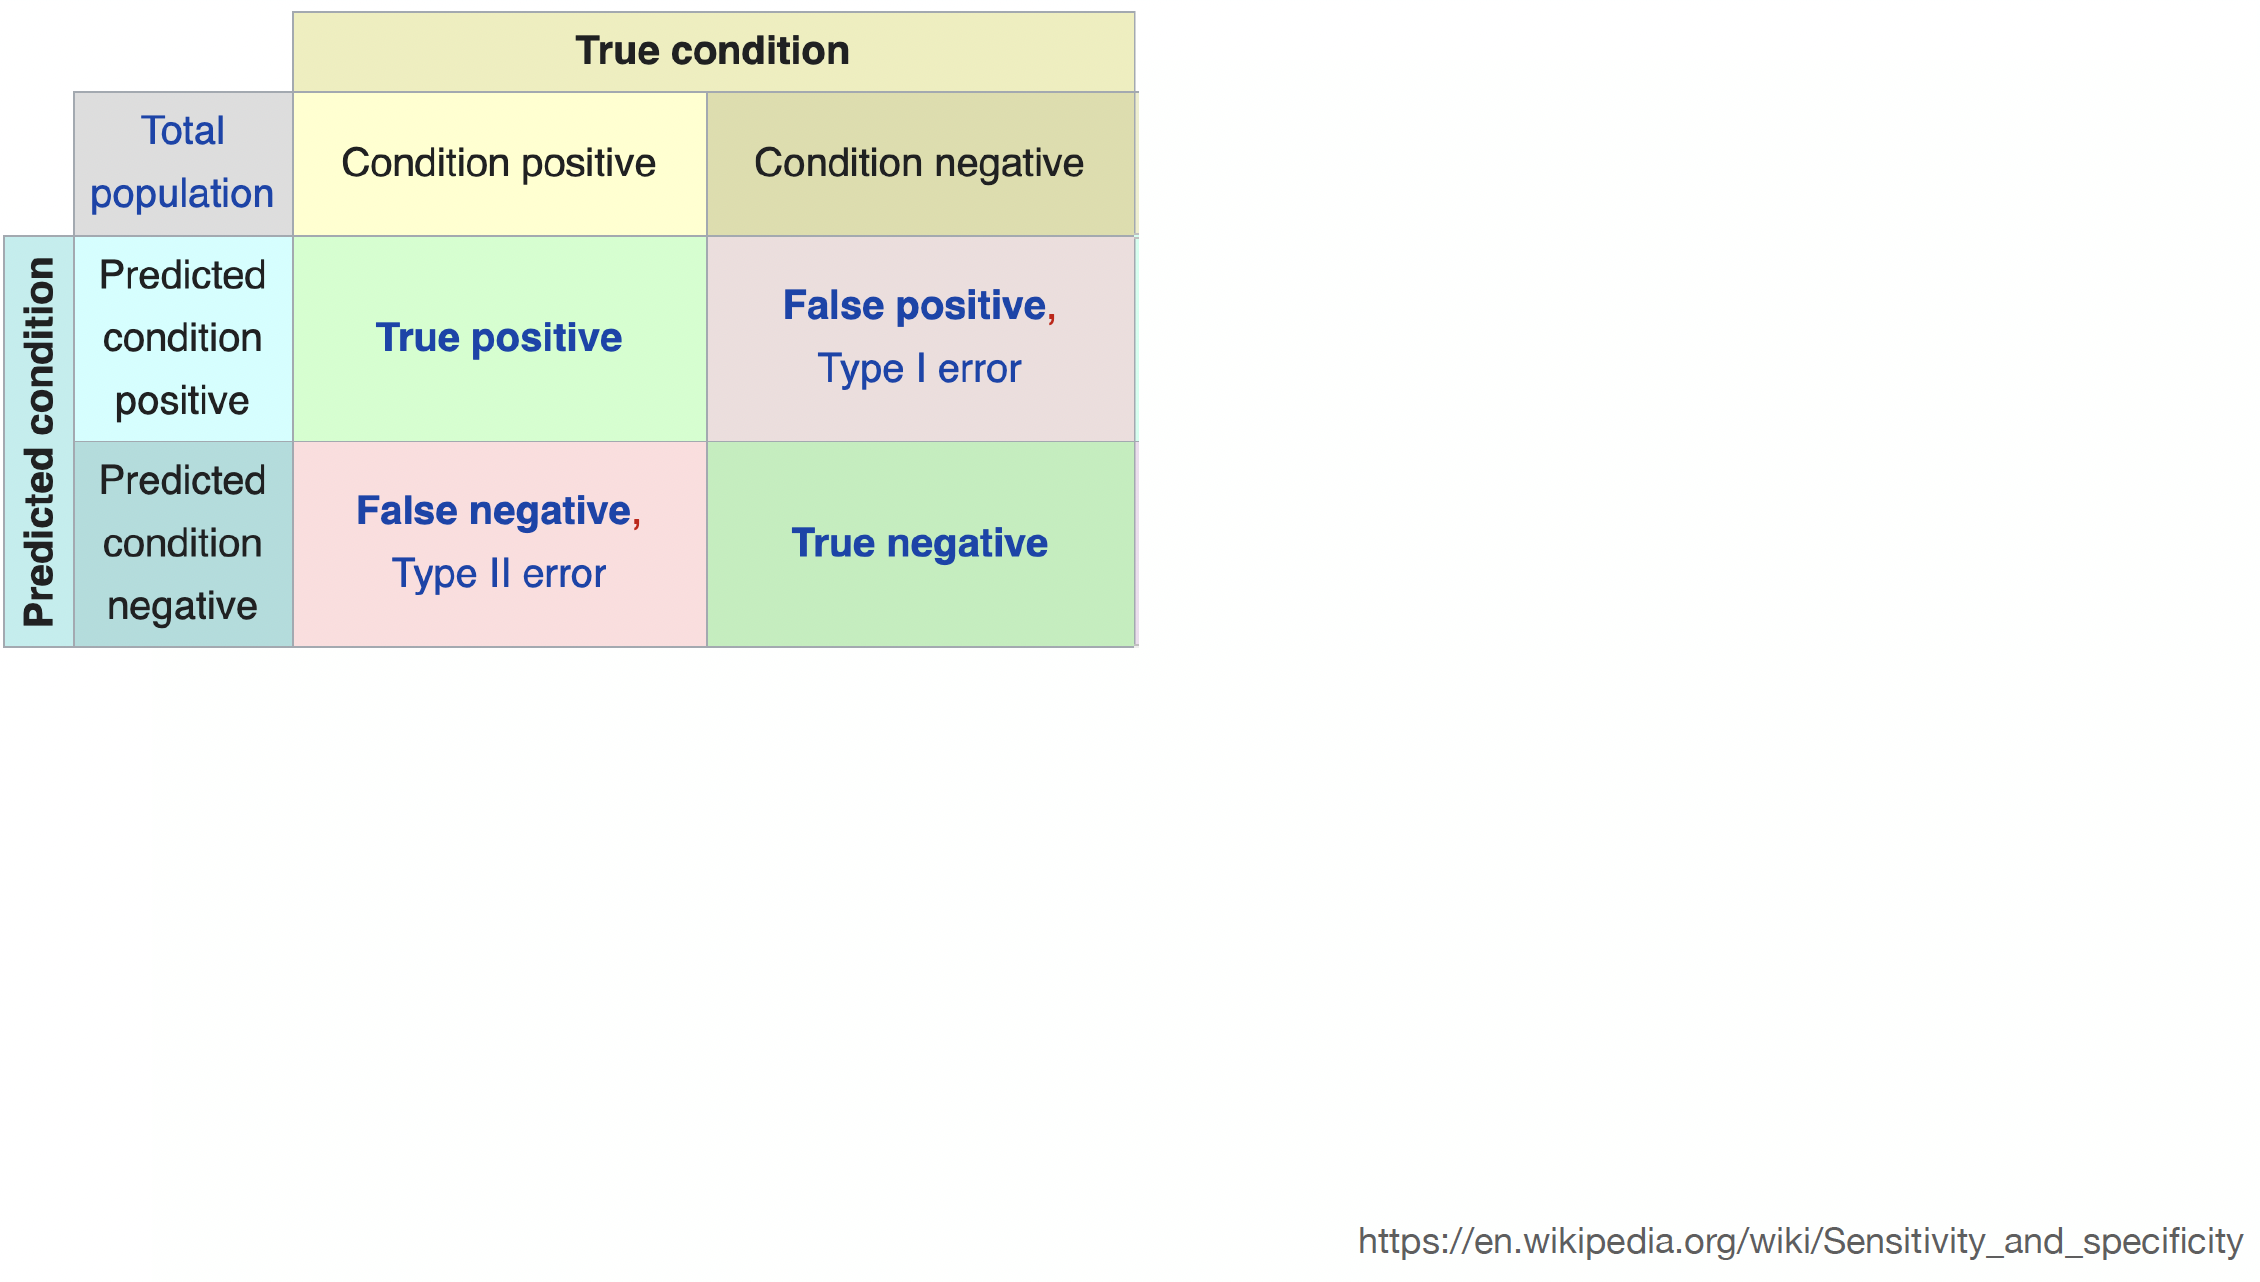 True condition
Total
population
Condition positive
Condition negative
Predicted condition
Predicted
condition
positive
True positive
False positive,
Type I error
Predicted
condition
negative
False negative,
Type II error
True negative
https://en.wikipedia.org/wiki/Sensitivity_and_specificity